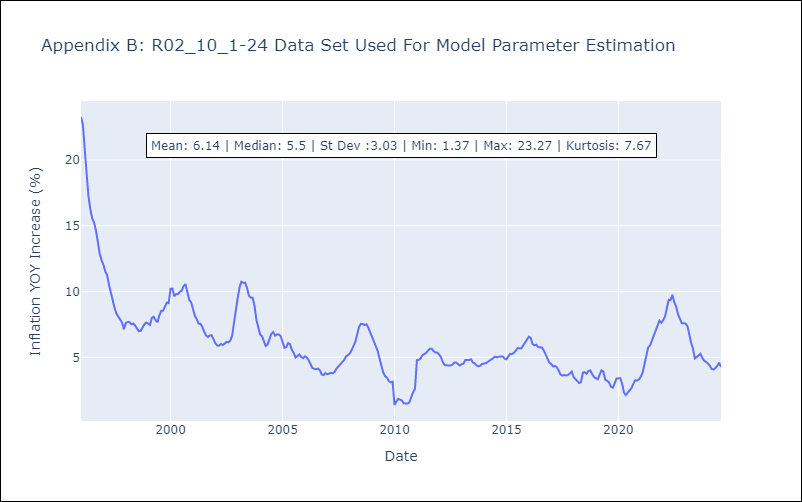 Appendix B: R02_10_1-24 Data Set Used For Model Parameter Estimation
Mean: 6.14 | Median: 5.5 | St Dev :3.03 | Min: 1.37 | Max: 23.27 | Kurtosis: 7.67
Inflation YOY Increase (%)
20
15
10
5
2000
2005
2010
2015
2020
Date